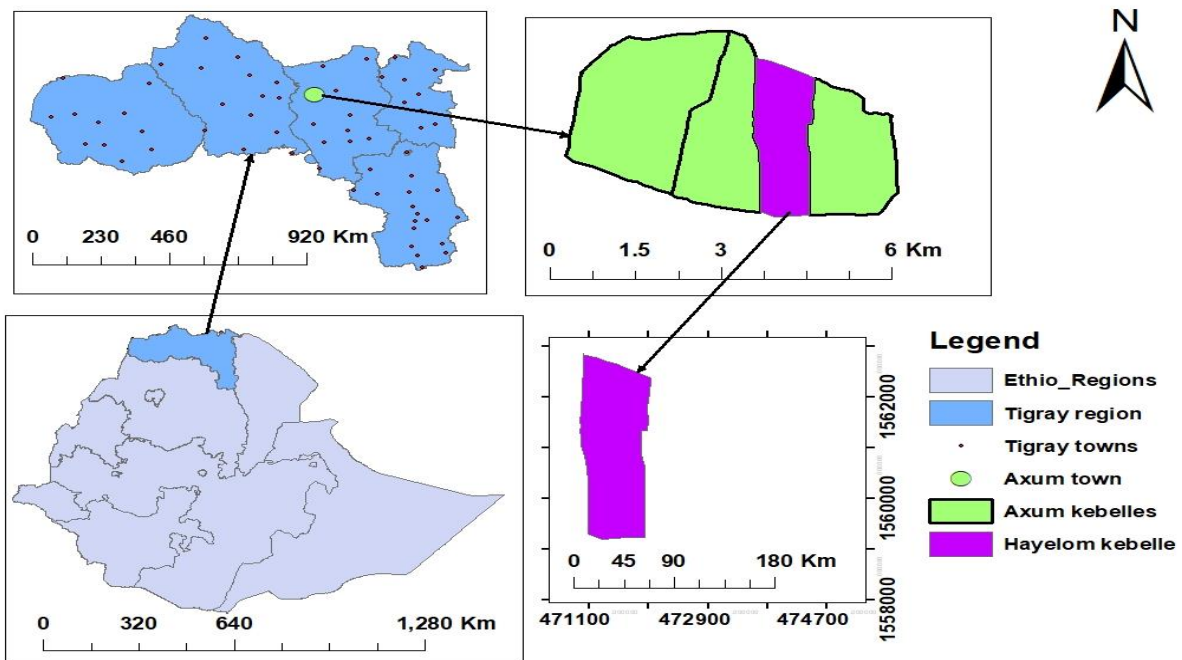 N
0 230 460 920 Km
0 1.5 3 6 Km
Legend
Ethio_Regions
Tigray region
Tigray towns
Axum town
Axum kebelles
Hayelom kebelle
0 320 640 1,280 Km
0 45 90 180 Km
1562000
1560000
1558000
471100 472900 474700